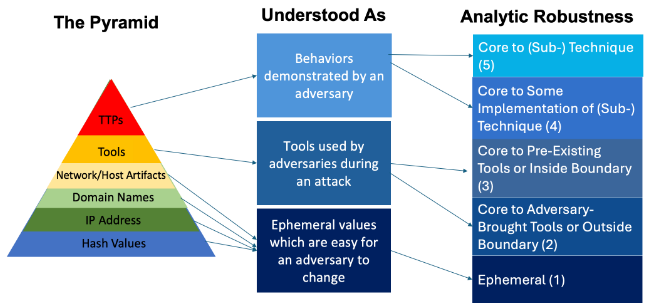 The Pyramid
Understood As
Analytic Robustness
TTPs
Tools
Network/Host Artifacts
Domain Names
IP Address
Hash Values
Behaviors
demonstrated by an
adversary
Tools used by
adversaries during
an attack
Ephemeral values
which are easy for
an adversary to
change
Core to (Sub-) Technique
(5)
Core to Some
Implementation of (Sub-)
Technique (4)
Core to Pre-Existing
Tools or Inside Boundary
(3)
Core to Adversary-
Brought Tools or Outside
Boundary (2)
Ephemeral (1)